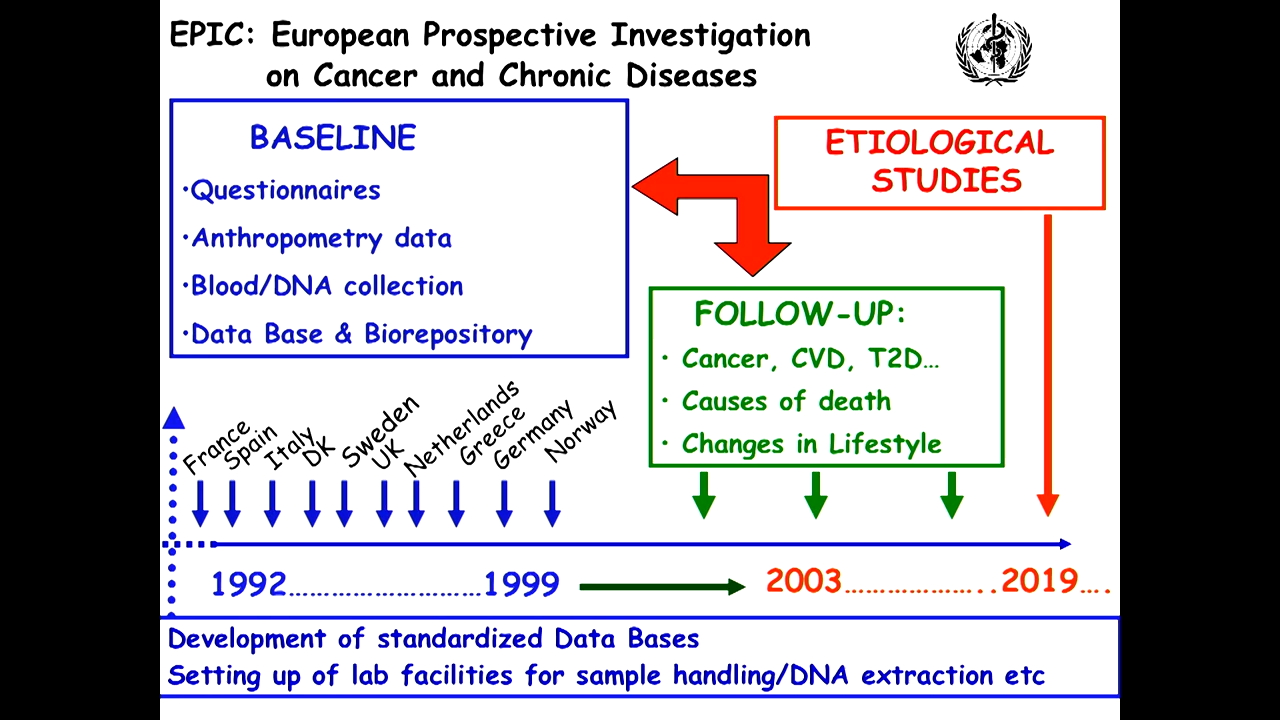 EPIC: European Prospective Investigation
on Cancer and Chronic Diseases
BASELINE
·Questionnaires
·Anthropometry data
·Blood/DNA collection
·Data Base & Biorepository
ETIOLOGICAL
STUDIES
FOLLOW-UP:
· Cancer, CVD, T2D…
· Causes of death
· Changes in Lifestyle
France
Spain
Italy
DK
Sweden
UK
Netherlands
Greece
Germany
Norway
1992……………………1999
2003………………..2019….
Development of standardized Data Bases
Setting up of lab facilities for sample handling/DNA extraction etc